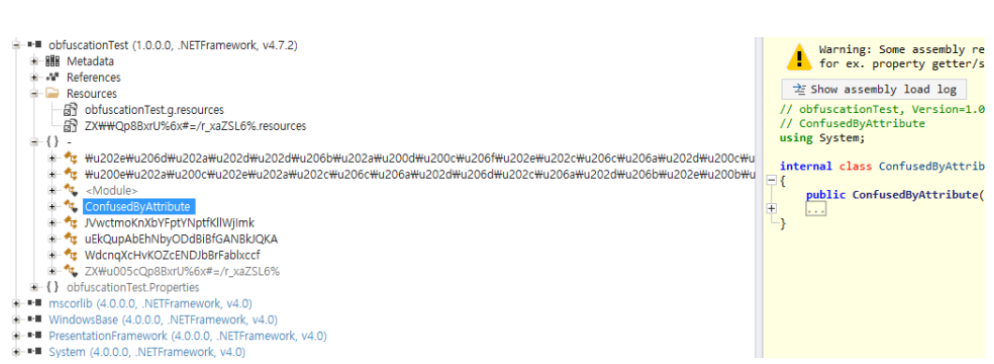 obfuscationTest (1.0.0.0, .NETFramework, v4.7.2)
Metadata
References
Resources
obfuscationTest.g.resources
ZX₩₩Qp8BxrU%6x#=/r_xaZSL6%.resources
{ } -
₩u202e₩u206d₩u202a₩u202d₩u202d₩u206b₩u202a₩u200d₩u200c₩u206f₩u202e₩u202c₩u206c₩u206a₩u202d₩u200c₩u
₩u200e₩u202a₩u200c₩u202e₩u202a₩u202c₩u206c₩u206a₩u202d₩u206d₩u202c₩u206a₩u202d₩u206b₩u202e₩u200b₩u
<Module>
ConfusedByAttribute
JVwctmoKnXbYFptYNptfKllWjImk
uEkQupAbEhNbyODdBiBfGANBkJQKA
WdcnqXcHvKOZcENDJbBrFablxccf
ZX₩u005cQp8BxrU%6x#=/r_xaZSL6%
{ } obfuscationTest.Properties
mscorlib (4.0.0.0, .NETFramework, v4.0)
WindowsBase (4.0.0.0, .NETFramework, v4.0)
PresentationFramework (4.0.0.0, .NETFramework, v4.0)
System (4.0.0.0, .NETFramework, v4.0)
Warning: Some assembly re
for ex. property getter/s
Show assembly load log
// obfuscationTest, Version=1.0
// ConfusedByAttribute
using System;
internal class ConfusedByAttrib
{
public ConfusedByAttribute(
...
}